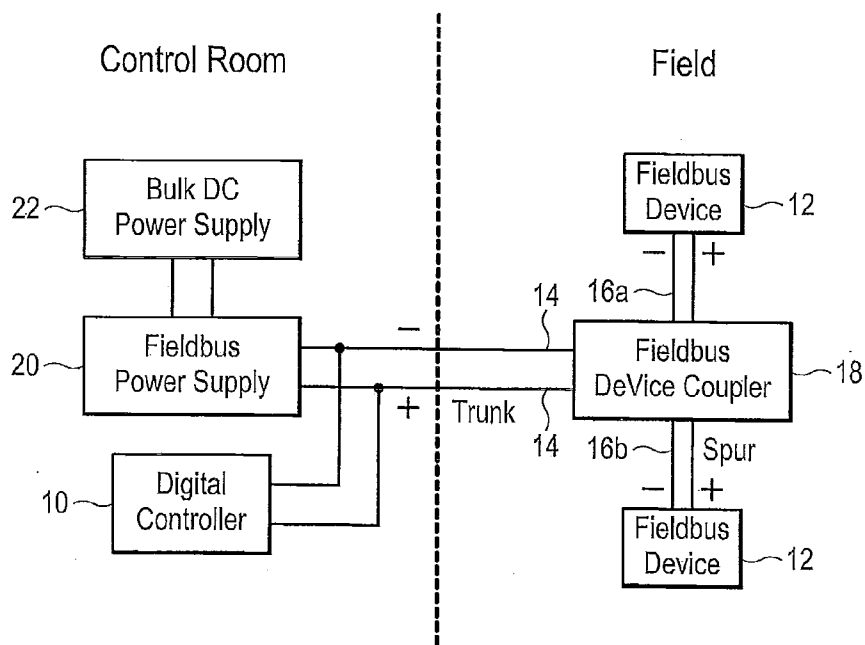 Control Room
Field
Bulk DC
Power Supply
22
Fieldbus
Device
12
− +
16a
Fieldbus
Power Supply
20
−
+
14
Trunk
14
Fieldbus
DeVice Coupler
18
16b
Spur
− +
Digital
Controller
10
Fieldbus
Device
12